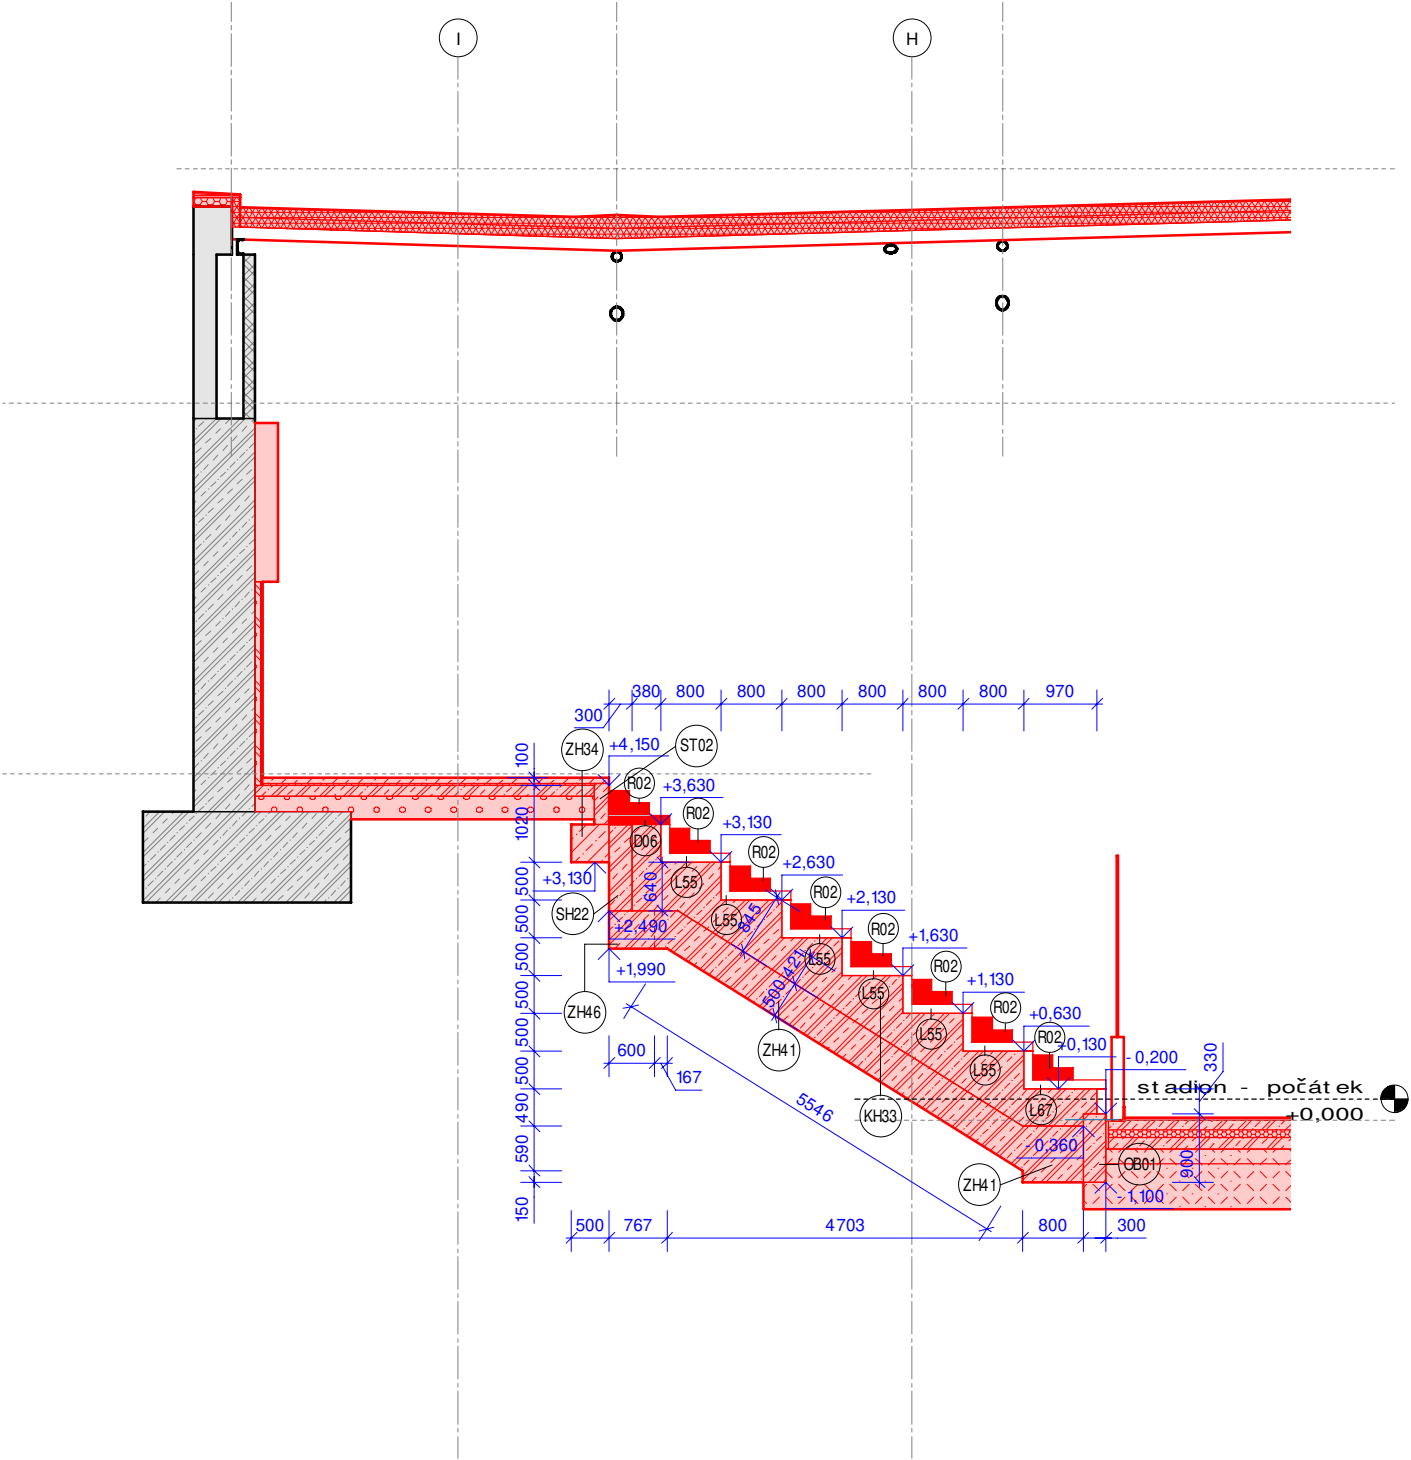 I
H
380 800 800 800 800 800 800 970
300
100
ZH34
+4,150
ST02
R02
+3,630
R02
+3,130
R02
+2,630
R02
+2,130
R02
+1,630
R02
+1,130
R02
+0,630
R02
+0,130
- 0,200
330
1020
500
500
500
500
500
500
490
590
150
D06
L55
640
+3,130
SH22
+2,490
+1,990
ZH46
L55
845
L55
421
500
L55
L55
L55
L67
ZH41
KH33
600
167
5546
stadion - počátek
+0,000
- 0,360
ZH41
OB01
900
- 1,100
500 767 4703 800 300